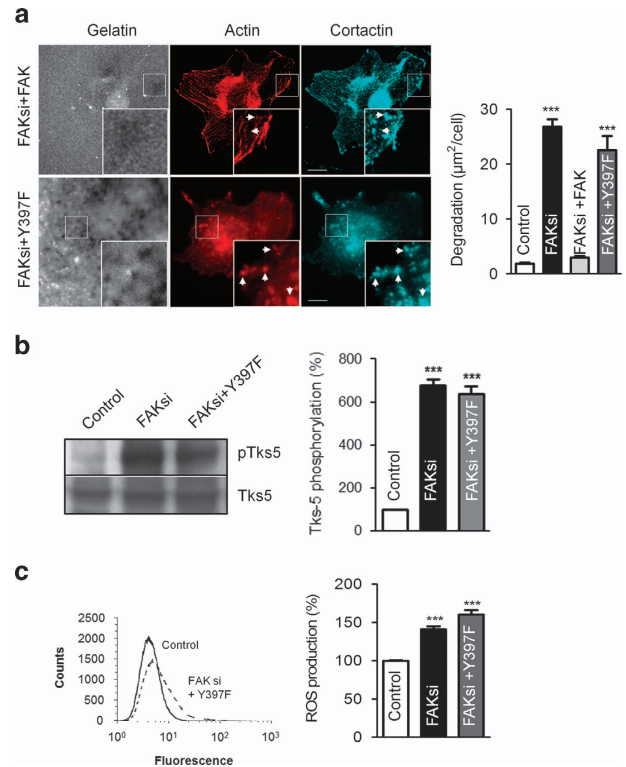 a
Gelatin Actin Cortactin
FAKsi+FAK
FAKsi+Y397F
Degradation (µm²/cell)
30
20
10
0
***
***
Control
FAKsi
FAKsi +FAK
FAKsi +Y397F
b
Control
FAKsi
FAKsi+Y397F
pTks5
Tks5
Tks-5 phosphorylation (%)
800
600
400
200
0
***
***
Control
FAKsi
FAKsi +Y397F
c
Counts
2500
2000
1500
1000
500
0
Control
FAK si
+ Y397F
10⁰ 10¹ 10² 10³
Fluorescence
ROS production (%)
200
150
100
50
0
***
***
Control
FAKsi
FAKsi +Y397F